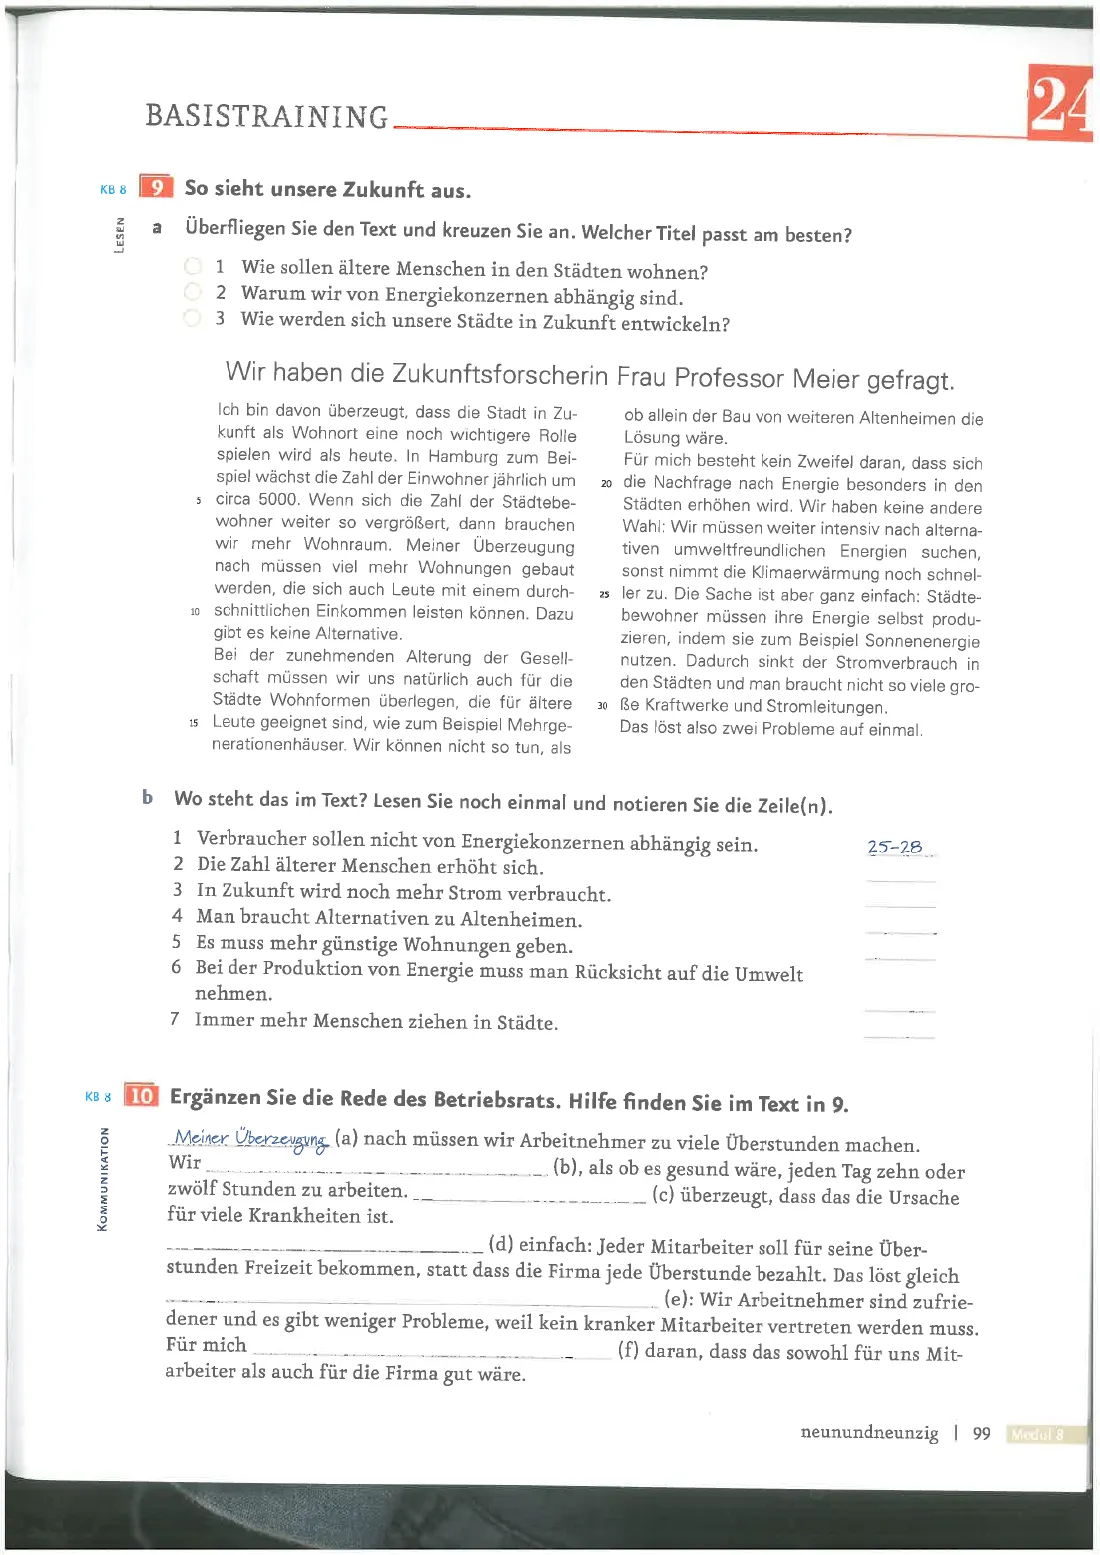 BASISTRAINING
24
KB 8 9 So sieht unsere Zukunft aus.
LESEN
a Überfliegen Sie den Text und kreuzen Sie an. Welcher Titel passt am besten?
1 Wie sollen ältere Menschen in den Städten wohnen?
2 Warum wir von Energiekonzernen abhängig sind.
3 Wie werden sich unsere Städte in Zukunft entwickeln?
Wir haben die Zukunftsforscherin Frau Professor Meier gefragt.
Ich bin davon überzeugt, dass die Stadt in Zu-
kunft als Wohnort eine noch wichtigere Rolle
spielen wird als heute. In Hamburg zum Bei-
spiel wächst die Zahl der Einwohner jährlich um
5 circa 5000. Wenn sich die Zahl der Städtebe-
wohner weiter so vergrößert, dann brauchen
wir mehr Wohnraum. Meiner Überzeugung
nach müssen viel mehr Wohnungen gebaut
werden, die sich auch Leute mit einem durch-
10 schnittlichen Einkommen leisten können. Dazu
gibt es keine Alternative.
Bei der zunehmenden Alterung der Gesell-
schaft müssen wir uns natürlich auch für die
Städte Wohnformen überlegen, die für ältere
15 Leute geeignet sind, wie zum Beispiel Mehrge-
nerationenhäuser. Wir können nicht so tun, als
ob allein der Bau von weiteren Altenheimen die
Lösung wäre.
Für mich besteht kein Zweifel daran, dass sich
20 die Nachfrage nach Energie besonders in den
Städten erhöhen wird. Wir haben keine andere
Wahl: Wir müssen weiter intensiv nach alterna-
tiven umweltfreundlichen Energien suchen,
sonst nimmt die Klimaerwärmung noch schnel-
25 ler zu. Die Sache ist aber ganz einfach: Städte-
bewohner müssen ihre Energie selbst produ-
zieren, indem sie zum Beispiel Sonnenenergie
nutzen. Dadurch sinkt der Stromverbrauch in
den Städten und man braucht nicht so viele gro-
30 ße Kraftwerke und Stromleitungen.
Das löst also zwei Probleme auf einmal.
b Wo steht das im Text? Lesen Sie noch einmal und notieren Sie die Zeile(n).
1 Verbraucher sollen nicht von Energiekonzernen abhängig sein. 25-28
2 Die Zahl älterer Menschen erhöht sich.
3 In Zukunft wird noch mehr Strom verbraucht.
4 Man braucht Alternativen zu Altenheimen.
5 Es muss mehr günstige Wohnungen geben.
6 Bei der Produktion von Energie muss man Rücksicht auf die Umwelt
nehmen.
7 Immer mehr Menschen ziehen in Städte.
KB 8 10 Ergänzen Sie die Rede des Betriebsrats. Hilfe finden Sie im Text in 9.
KOMMUNIKATION
Meiner Überzeugung (a) nach müssen wir Arbeitnehmer zu viele Überstunden machen.
Wir ____ (b), als ob es gesund wäre, jeden Tag zehn oder
zwölf Stunden zu arbeiten. ____ (c) überzeugt, dass das die Ursache
für viele Krankheiten ist.
____ (d) einfach: Jeder Mitarbeiter soll für seine Über-
stunden Freizeit bekommen, statt dass die Firma jede Überstunde bezahlt. Das löst gleich
____ (e): Wir Arbeitnehmer sind zufrie-
dener und es gibt weniger Probleme, weil kein kranker Mitarbeiter vertreten werden muss.
Für mich ____ (f) daran, dass das sowohl für uns Mit-
arbeiter als auch für die Firma gut wäre.
neunundneunzig | 99 Modul 8